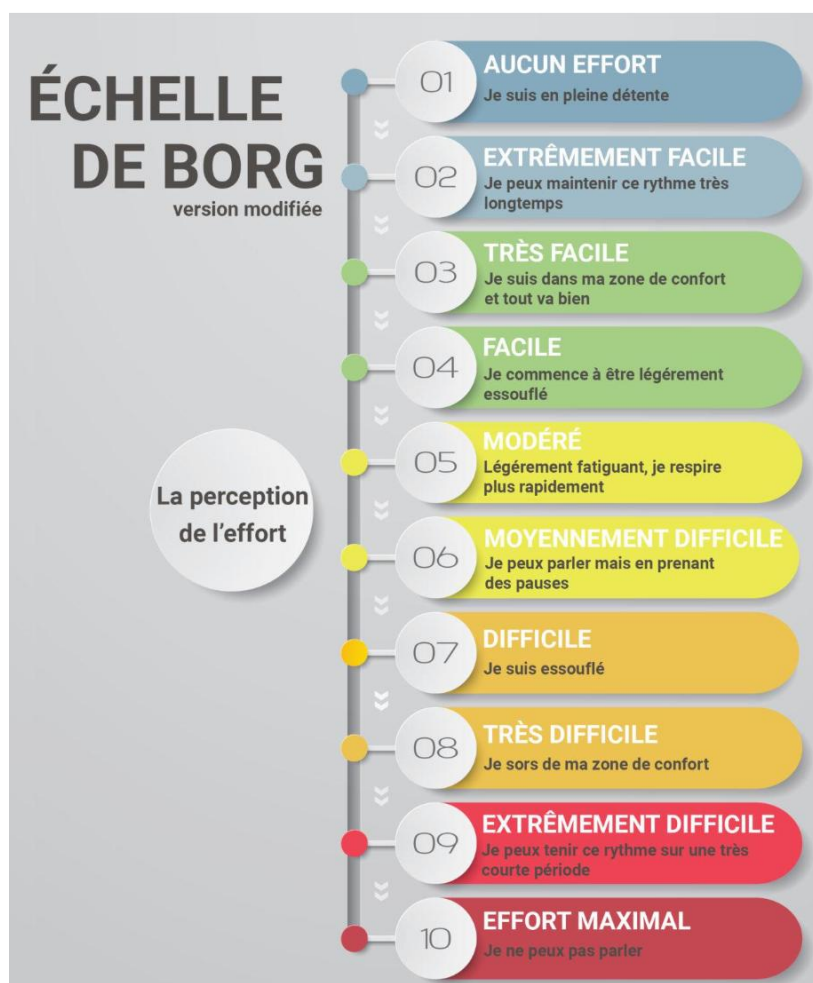 ÉCHELLE
DE BORG
version modifiée
La perception
de l'effort
01
AUCUN EFFORT
Je suis en pleine détente
02
EXTRÊMEMENT FACILE
Je peux maintenir ce rythme très
longtemps
03
TRÈS FACILE
Je suis dans ma zone de confort
et tout va bien
04
FACILE
Je commence à être légérement
essouflé
05
MODÉRÉ
Légérement fatiguant, je respire
plus rapidement
06
MOYENNEMENT DIFFICILE
Je peux parler mais en prenant
des pauses
07
DIFFICILE
Je suis essouflé
08
TRÈS DIFFICILE
Je sors de ma zone de confort
09
EXTRÊMEMENT DIFFICILE
Je peux tenir ce rythme sur une très
courte période
10
EFFORT MAXIMAL
Je ne peux pas parler